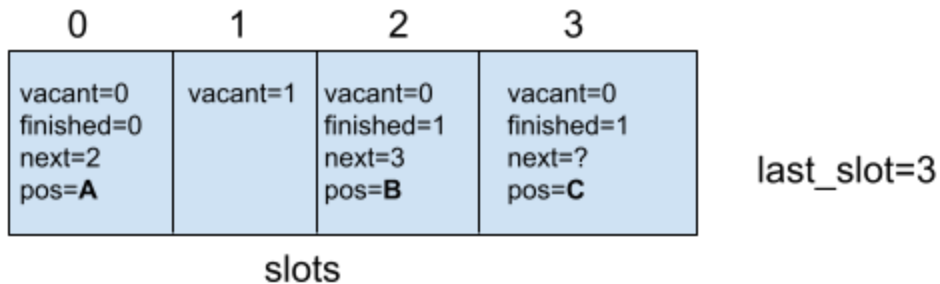 0 1 2 3
vacant=0
finished=0
next=2
pos=A
vacant=1
vacant=0
finished=1
next=3
pos=B
vacant=0
finished=1
next=?
pos=C
last_slot=3
slots